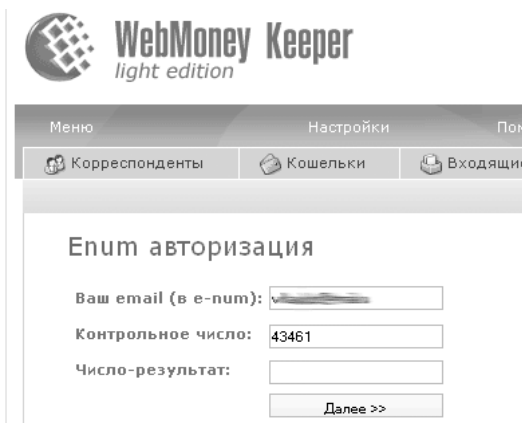 WebMoney Keeper
light edition
Меню Настройки
Корреспонденты Кошельки
Enum авторизация
Ваш email (в e-num):
Контрольное число: 43461
Число-результат:
Далее >>